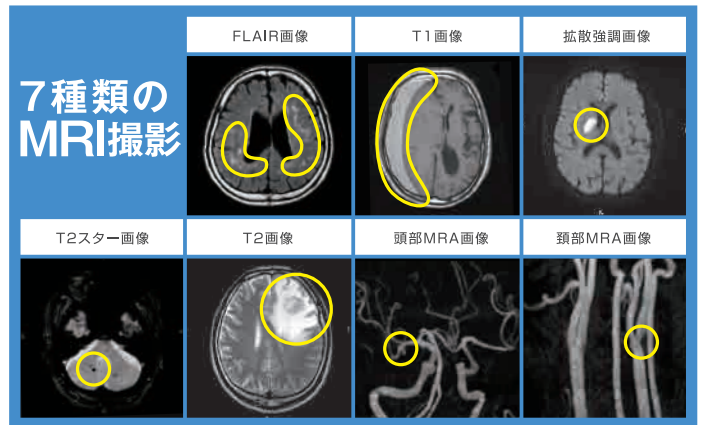 7種類の
MRI撮影
FLAIR画像
T1画像
拡散強調画像
T2スター画像
T2画像
頭部MRA画像
頚部MRA画像